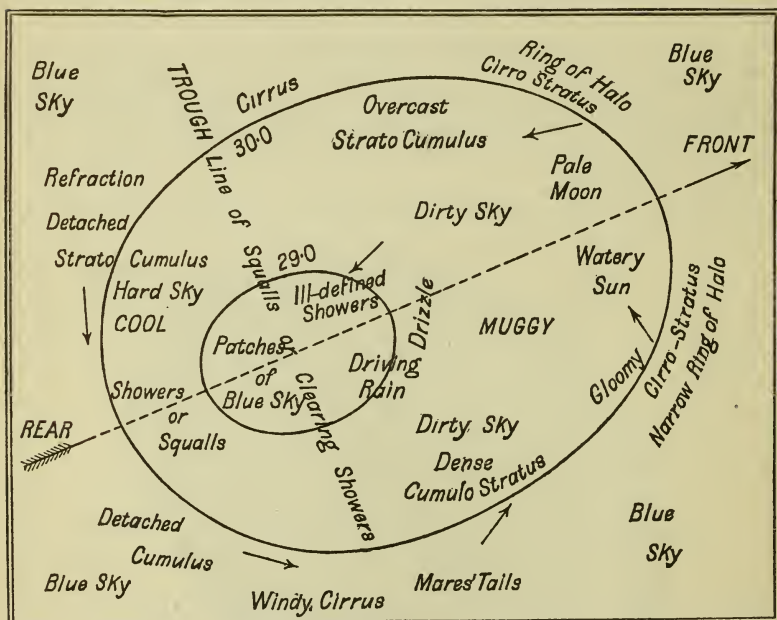 Blue
Sky
TROUGH Line of Squalls or Clearing Showers
Cirrus
30·0
Overcast
Strato Cumulus
Ring of Halo
Cirro Stratus
Blue
Sky
FRONT
Pale
Moon
Refraction
Detached
Strato Cumulus
Hard Sky
COOL
Dirty Sky
29·0
Ill-defined
Showers
Drizzle
Watery
Sun
MUGGY
Patches
of
Blue Sky
Driving
Rain
Gloomy
Cirro-Stratus
Narrow Ring of Halo
Showers
or
Squalls
REAR
Dirty Sky
Dense
Cumulo Stratus
Detached
Cumulus
Blue Sky
Windy, Cirrus
Mares' Tails
Blue
Sky